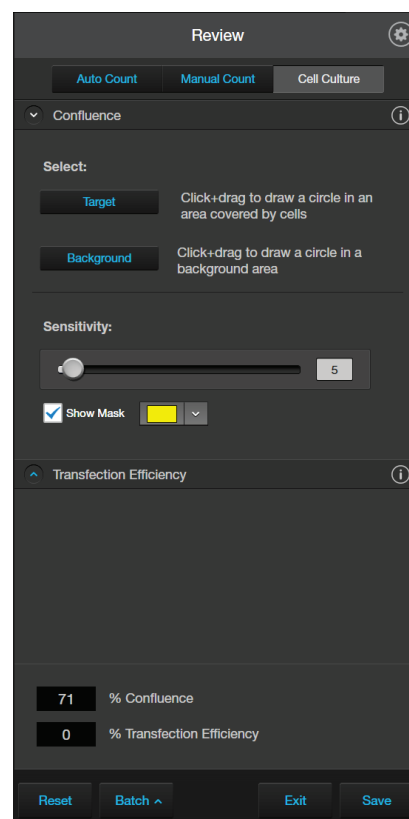 Review
Auto Count Manual Count Cell Culture
Confluence
Select:
Target
Click+drag to draw a circle in an
area covered by cells
Background
Click+drag to draw a circle in a
background area
Sensitivity:
5
Show Mask
Transfection Efficiency
71 % Confluence
0 % Transfection Efficiency
Reset Batch Exit Save